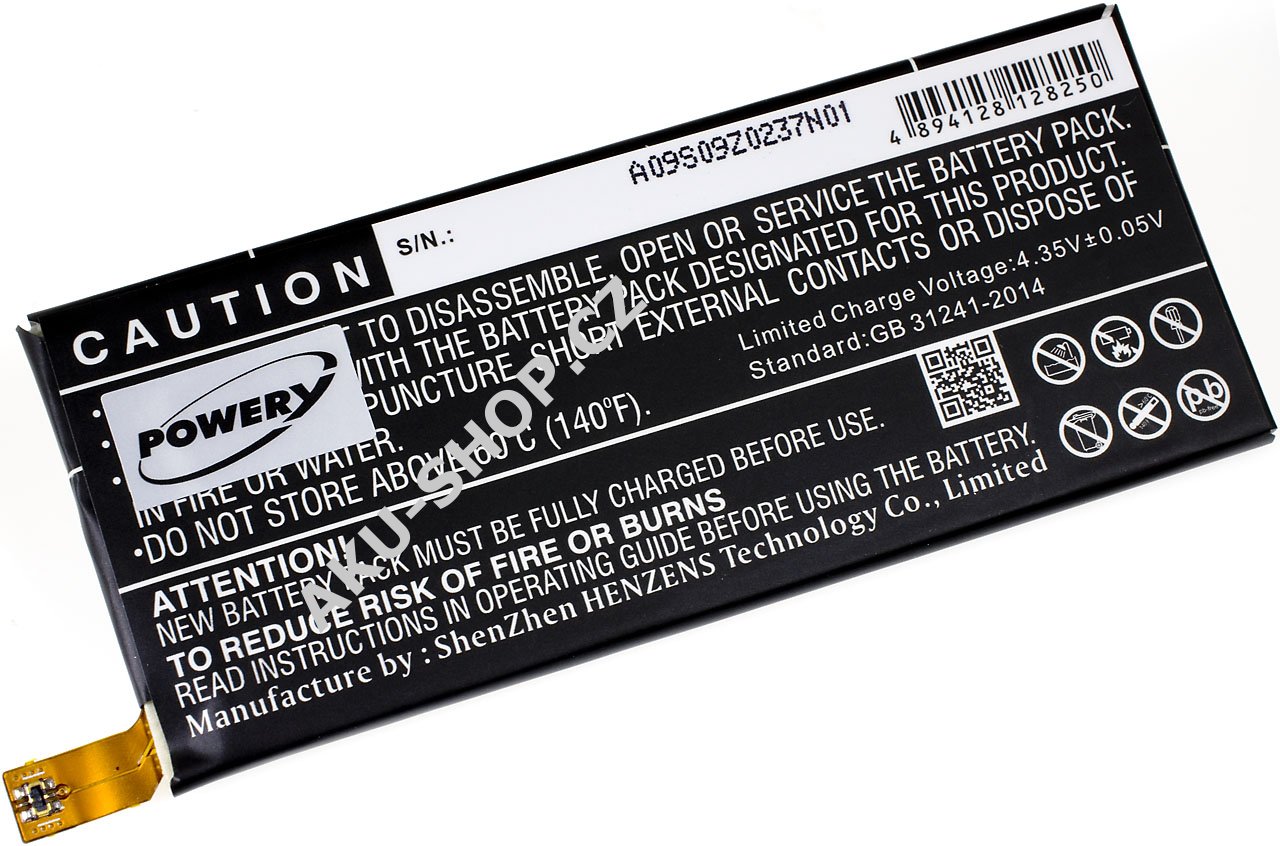 4 894128 128250
A09S09Z0237N01
S/N.:
CAUTION
TO DISASSEMBLE, OPEN OR SERVICE THE BATTERY PACK.
WITH THE BATTERY PACK DESIGNATED FOR THIS PRODUCT.
PUNCTURE, SHORT EXTERNAL CONTACTS OR DISPOSE OF
IN FIRE OR WATER.
•DO NOT STORE ABOVE 60°C (140°F).
POWERY
Limited Charge Voltage:4.35V±0.05V
Standard:GB 31241-2014
Pb
pb-free
ATTENTION!
NEW BATTERY PACK MUST BE FULLY CHARGED BEFORE USE.
TO REDUCE RISK OF FIRE OR BURNS
READ INSTRUCTIONS IN OPERATING GUIDE BEFORE USING THE BATTERY.
Manufacture by : ShenZhen HENZENS Technology Co., Limited
AKU-SHOP.CZ